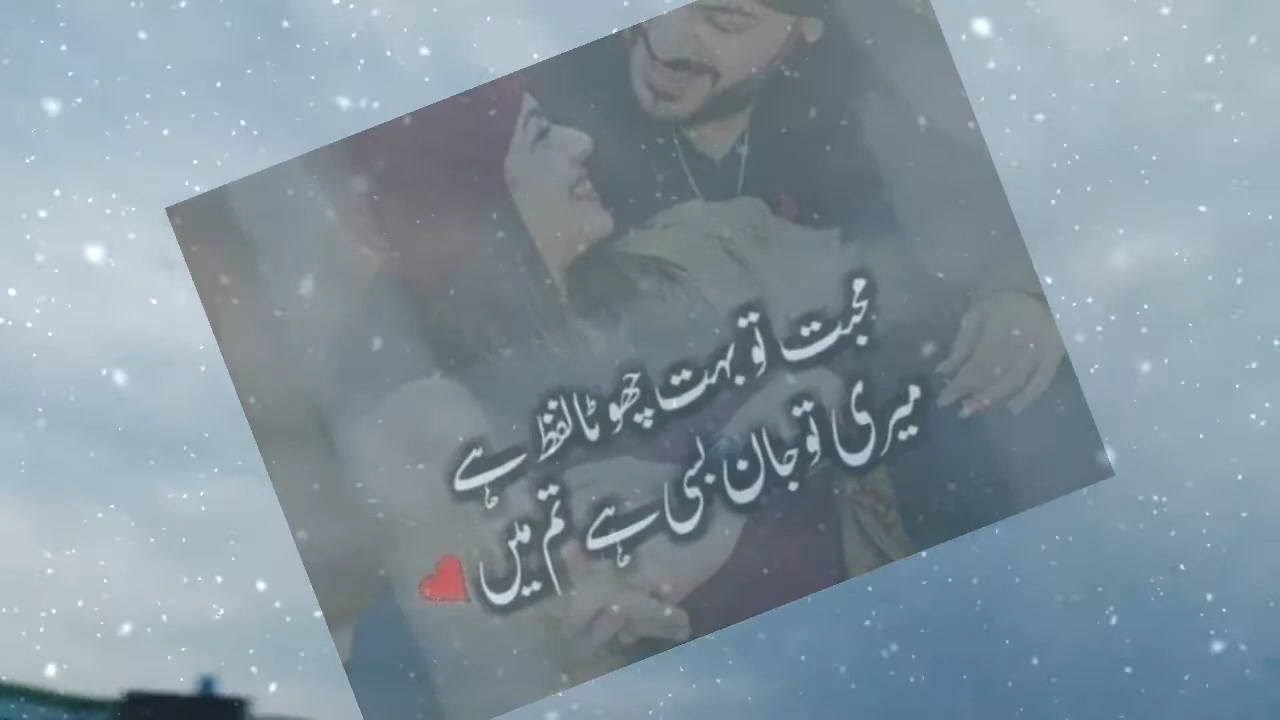 محبت تو بہت چھوٹا لفظ ہے
میری تو جان بسی ہے تم میں ❤